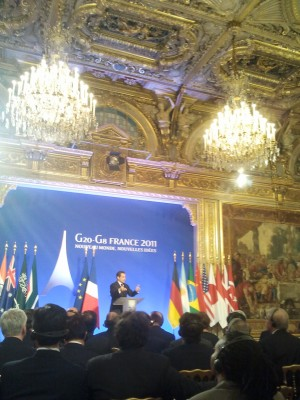 G20-G8 FRANCE 2011
NOUVEAU MONDE, NOUVELLES IDÉES